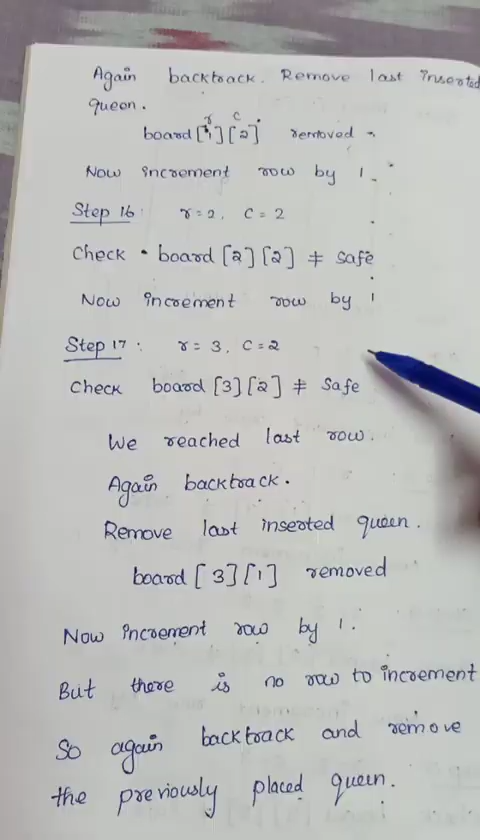 Again backtrack. Remove last inserted
queen.
r c
board[1][2] removed.
Now increment row by 1.
Step 16: r=2, c=2
Check board[2][2] ≠ safe
Now increment row by 1
Step 17: r=3, c=2
Check board[3][2] ≠ safe
We reached last row.
Again backtrack.
Remove last inserted queen.
board[3][1] removed
Now increment row by 1.
But there is no row to increment
So again backtrack and remove
the previously placed queen.